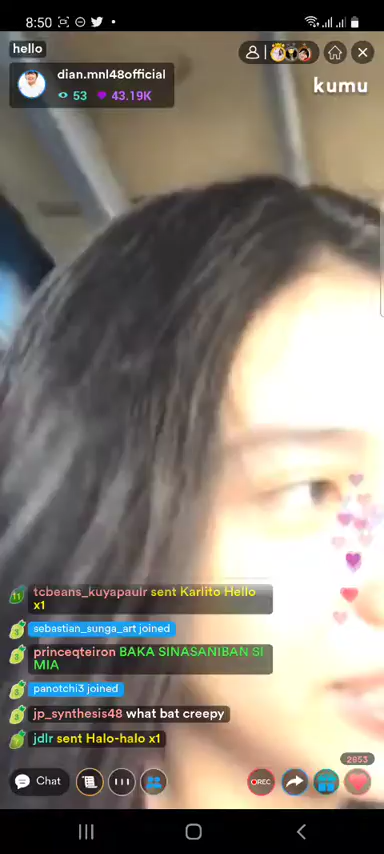 8:50
hello
dian.mnl48official
53 43.19K
kumu
tcbeans_kuyapaulr sent Karlito Hello
x1
sebastian_sunga_art joined
princeqteiron BAKA SINASANIBAN SI
MIA
panotchi3 joined
jp_synthesis48 what bat creepy
jdlr sent Halo-halo x1
2853
Chat
REC